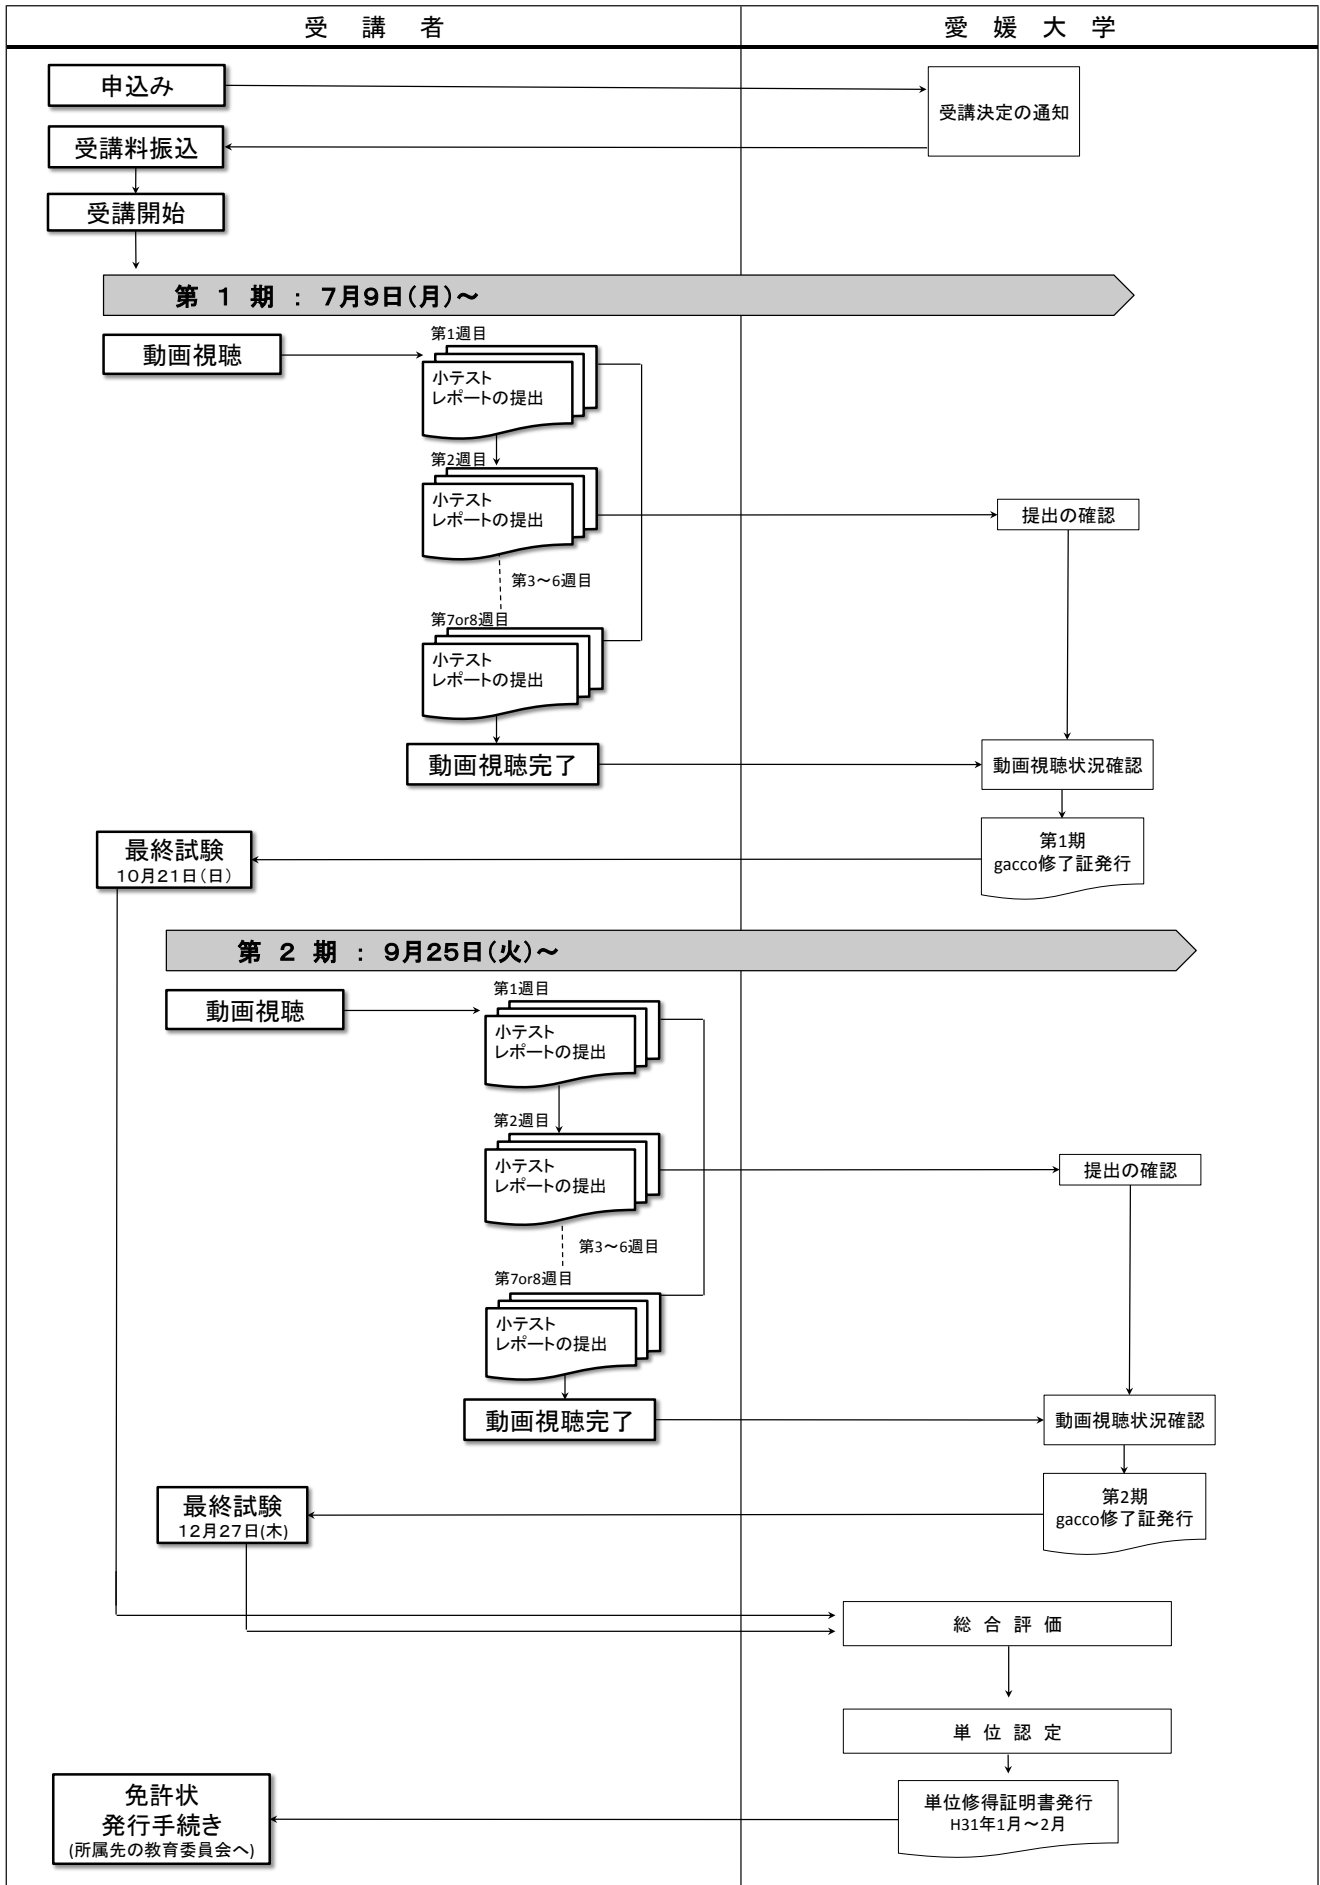 受 講 者
愛 媛 大 学
申込み
受講決定の通知
受講料振込
受講開始
第 1 期 : 7月9日(月)～
動画視聴
第1週目
小テスト
レポートの提出
第2週目
小テスト
レポートの提出
提出の確認
第3～6週目
第7or8週目
小テスト
レポートの提出
動画視聴完了
動画視聴状況確認
第1期
gacco修了証発行
最終試験
10月21日(日)
第 2 期 : 9月25日(火)～
動画視聴
第1週目
小テスト
レポートの提出
第2週目
小テスト
レポートの提出
提出の確認
第3～6週目
第7or8週目
小テスト
レポートの提出
動画視聴完了
動画視聴状況確認
第2期
gacco修了証発行
最終試験
12月27日(木)
総 合 評 価
単 位 認 定
単位修得証明書発行
H31年1月～2月
免許状
発行手続き
(所属先の教育委員会へ)